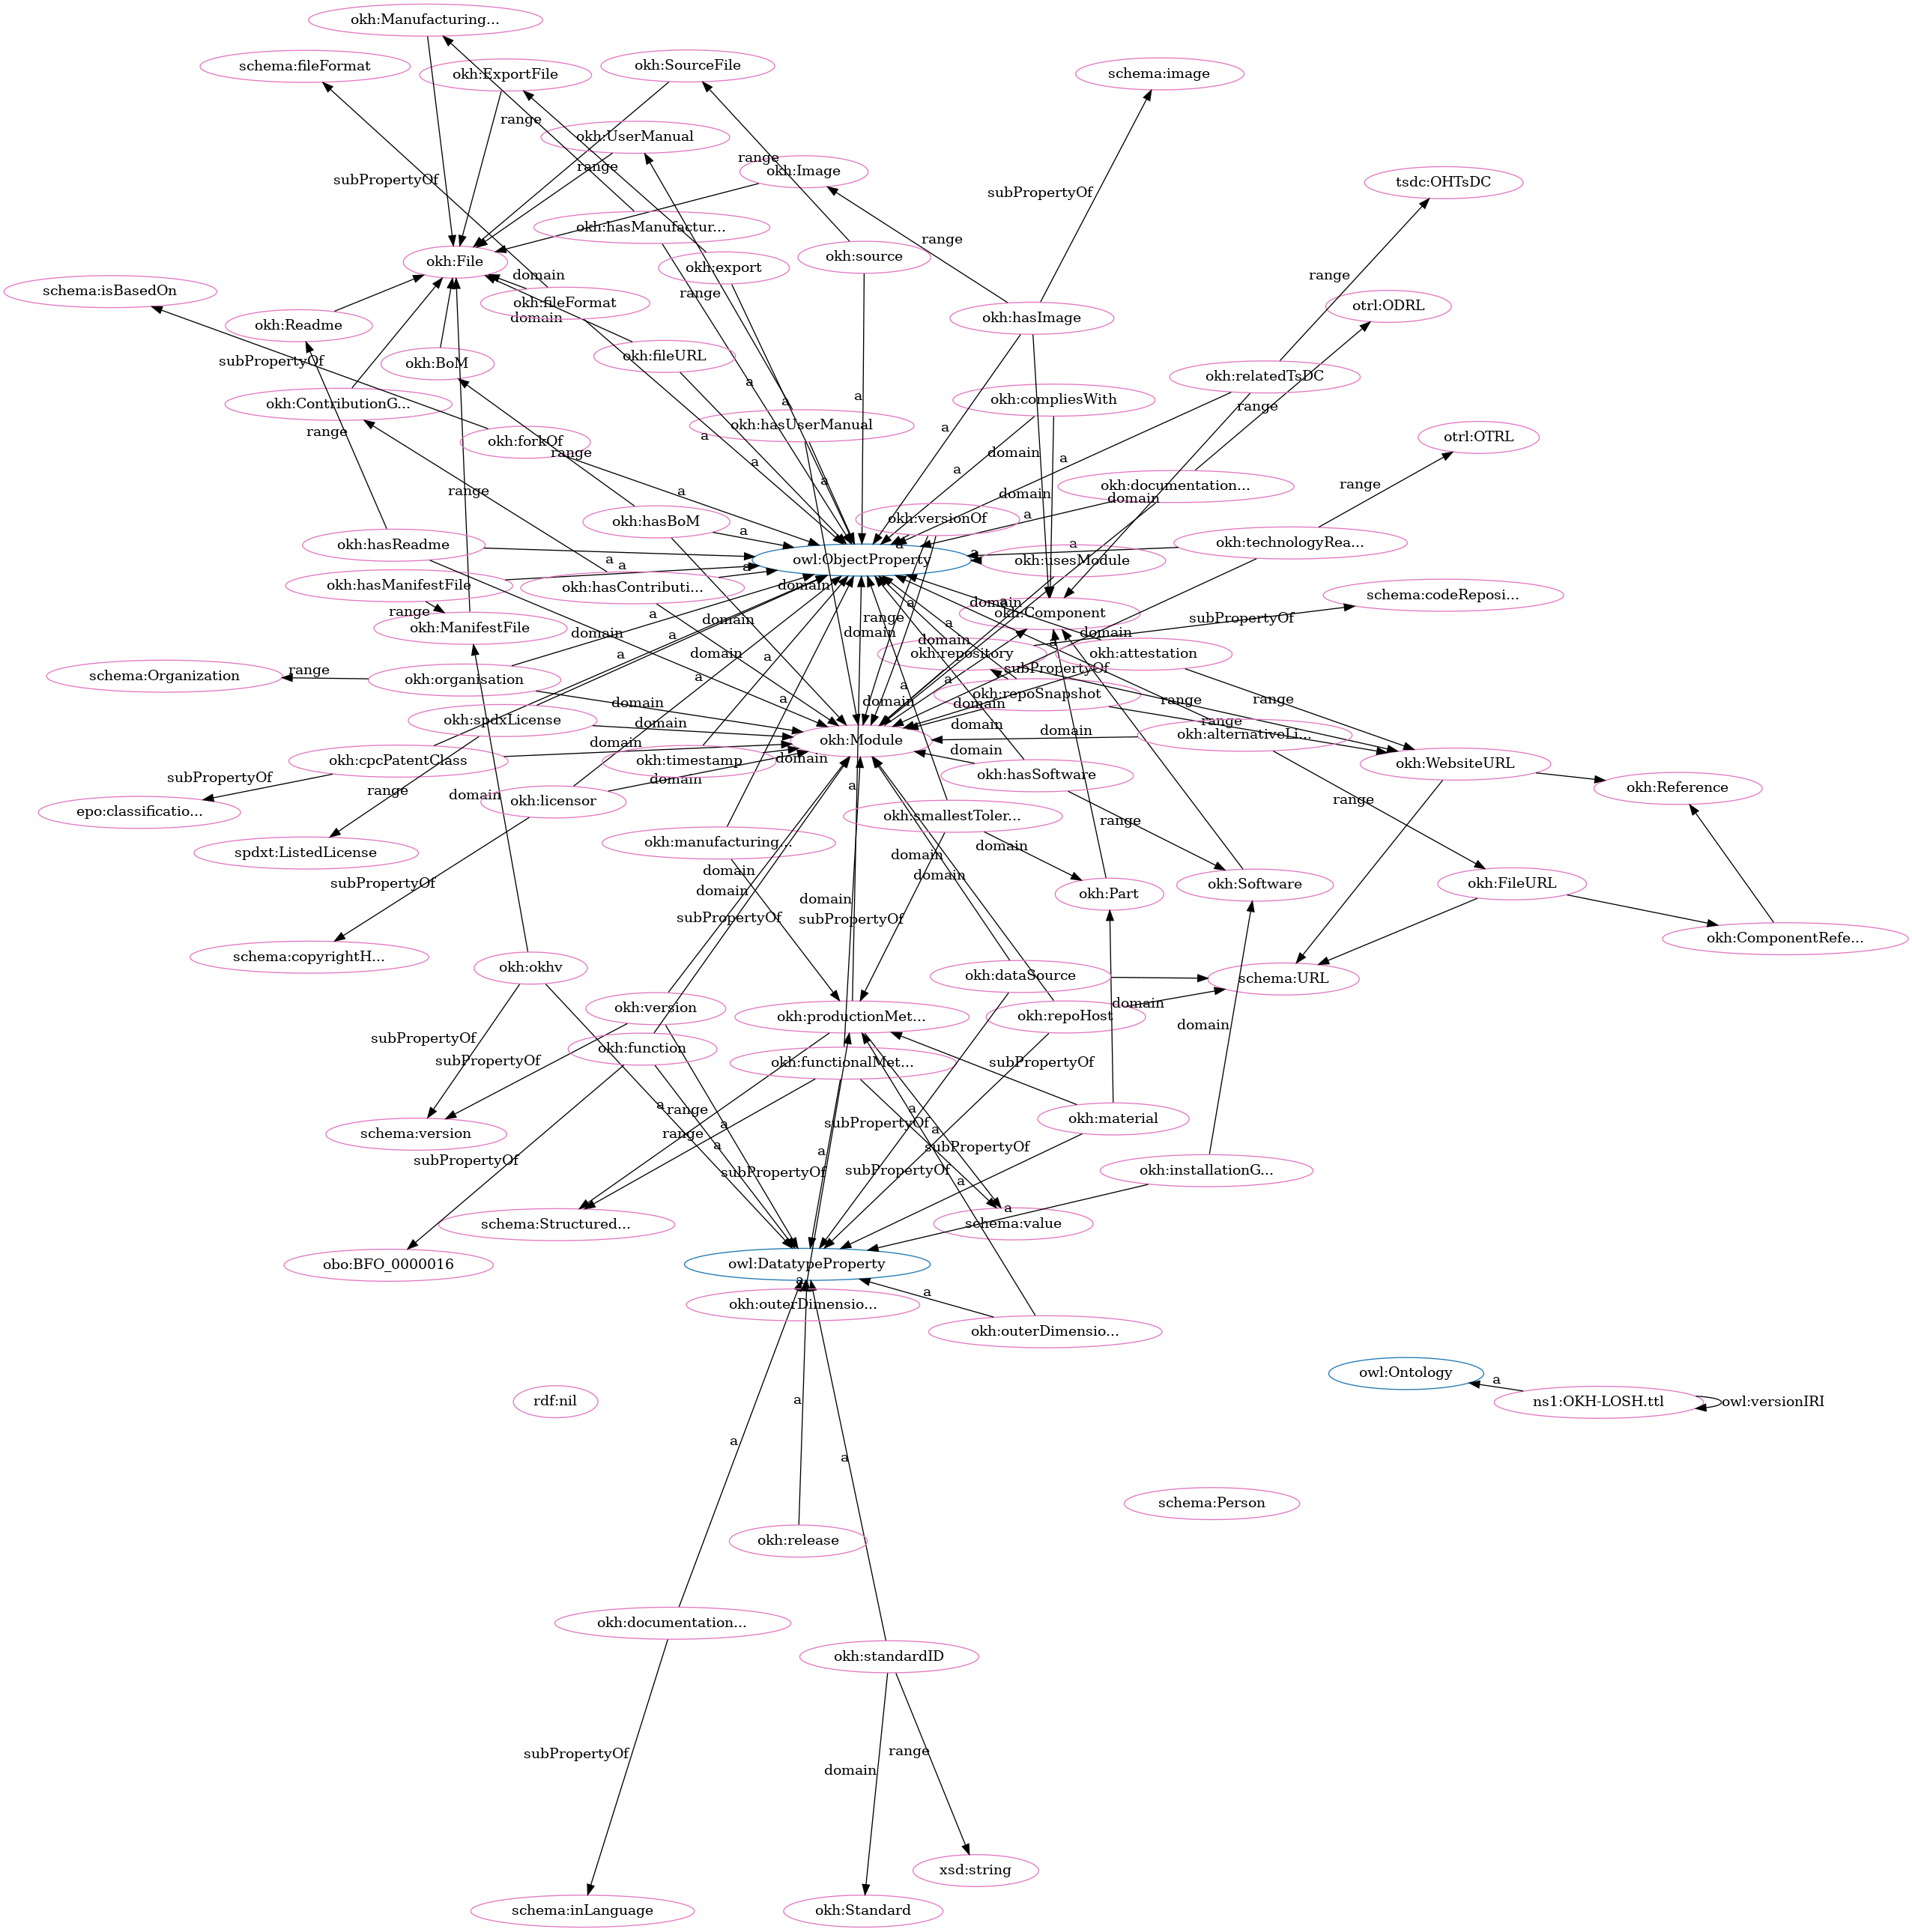 okh:Manufacturing...
schema:fileFormat
okh:ExportFile
okh:SourceFile
schema:image
range
okh:UserManual
range
range
okh:Image
subPropertyOf
subPropertyOf
tsdc:OHTsDC
okh:hasManufactur...
range
okh:File
okh:export
okh:source
domain
range
range
schema:isBasedOn
okh:fileFormat
otrl:ODRL
okh:Readme
domain
okh:hasImage
okh:fileURL
subPropertyOf
okh:BoM
okh:relatedTsDC
a
a
a
okh:compliesWith
okh:ContributionG...
range
range
okh:hasUserManual
a
a
okh:forkOf
otrl:OTRL
range
domain
a
a
a
a
range
a
range
okh:documentation...
domain
domain
okh:hasBoM
okh:versionOf
a
a
okh:hasReadme
a
a
okh:technologyRea...
owl:ObjectProperty
a
okh:usesModule
a
a
a
okh:hasManifestFile
okh:hasContributi...
domain
schema:codeReposi...
range
okh:ManifestFile
a
domain
range
a
a
domain
a
okh:Component
subPropertyOf
domain
a
domain
domain
a
domain
a
domain
a
okh:repository
okh:attestation
schema:Organization
range
okh:organisation
a
a
a
subPropertyOf
okh:repoSnapshot
a
domain
domain
domain
range
range
okh:spdxLicense
domain
domain
range
okh:Module
domain
okh:alternativeLi...
domain
domain
okh:cpcPatentClass
okh:timestamp
domain
okh:WebsiteURL
subPropertyOf
domain
okh:hasSoftware
okh:Reference
range
domain
okh:licensor
a
epo:classificatio...
range
okh:smallestToler...
range
spdxt:ListedLicense
okh:manufacturing...
domain
domain
subPropertyOf
domain
domain
domain
okh:Part
okh:Software
okh:FileURL
domain
subPropertyOf
subPropertyOf
okh:ComponentRefe...
schema:copyrightH...
okh:okhv
okh:dataSource
schema:URL
okh:version
okh:productionMet...
okh:repoHost
domain
domain
subPropertyOf
okh:function
subPropertyOf
okh:functionalMet...
subPropertyOf
a
range
a
okh:material
schema:version
range
a
a
a
subPropertyOf
subPropertyOf
a
subPropertyOf
subPropertyOf
subPropertyOf
okh:installationG...
a
schema:Structured...
a
schema:value
obo:BFO_0000016
owl:DatatypeProperty
a
a
okh:outerDimensio...
okh:outerDimensio...
owl:Ontology
a
rdf:nil
a
ns1:OKH-LOSH.ttl
owl:versionIRI
a
a
schema:Person
okh:release
okh:documentation...
okh:standardID
subPropertyOf
range
domain
xsd:string
schema:inLanguage
okh:Standard